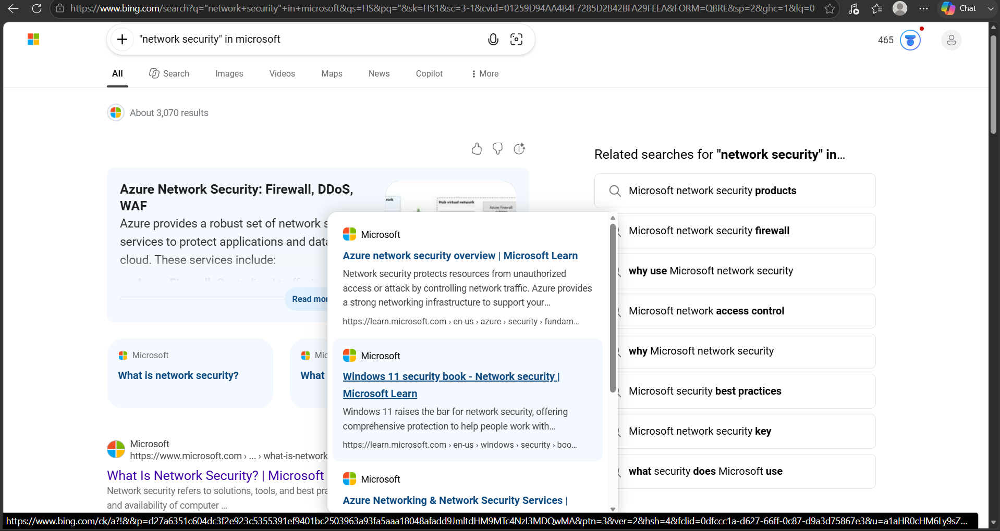 https://www.bing.com/search?q="network+security"+in+microsoft&qs=HS&pq="&sk=HS1&sc=3-1&cvid=01259D94AA4B4F7285D2B42BFA29FEEA&FORM=QBRE&sp=2&ghc=1&lq=0
Chat
"network security" in microsoft
465
All
Search
Images
Videos
Maps
News
Copilot
More
About 3,070 results
Azure Network Security: Firewall, DDoS,
WAF
Azure provides a robust set of network s
services to protect applications and data
cloud. These services include:
Read mor
work
Hub virtual network
Azure Firewall
Microsoft
What is network security?
Mic
What
Microsoft
https://www.microsoft.com › ... › what-is-network
What Is Network Security? | Microsoft
Network security refers to solutions, tools, and best pra
and availability of computer ...
Microsoft
Azure network security overview | Microsoft Learn
Network security protects resources from unauthorized
access or attack by controlling network traffic. Azure provides
a strong networking infrastructure to support your...
https://learn.microsoft.com › en-us › azure › security › fundam...
Microsoft
Windows 11 security book - Network security |
Microsoft Learn
Windows 11 raises the bar for network security, offering
comprehensive protection to help people work with...
https://learn.microsoft.com › en-us › windows › security › boo...
Microsoft
Azure Networking & Network Security Services |
Related searches for "network security" in...
Microsoft network security products
Microsoft network security firewall
why use Microsoft network security
Microsoft network access control
why Microsoft network security
Microsoft security best practices
Microsoft network security key
what security does Microsoft use
https://www.bing.com/ck/a?!&&p=d27a6351c604dc3f2e923c5355391ef9401bc2503963a93fa5aaa18048afadd9JmltdHM9MTc4NzI3MDQwMA&ptn=3&ver=2&hsh=4&fclid=0dfccc1a-d627-66ff-0c87-d9a3d75867e3&u=a1aHR0cHM6Ly9sZ...